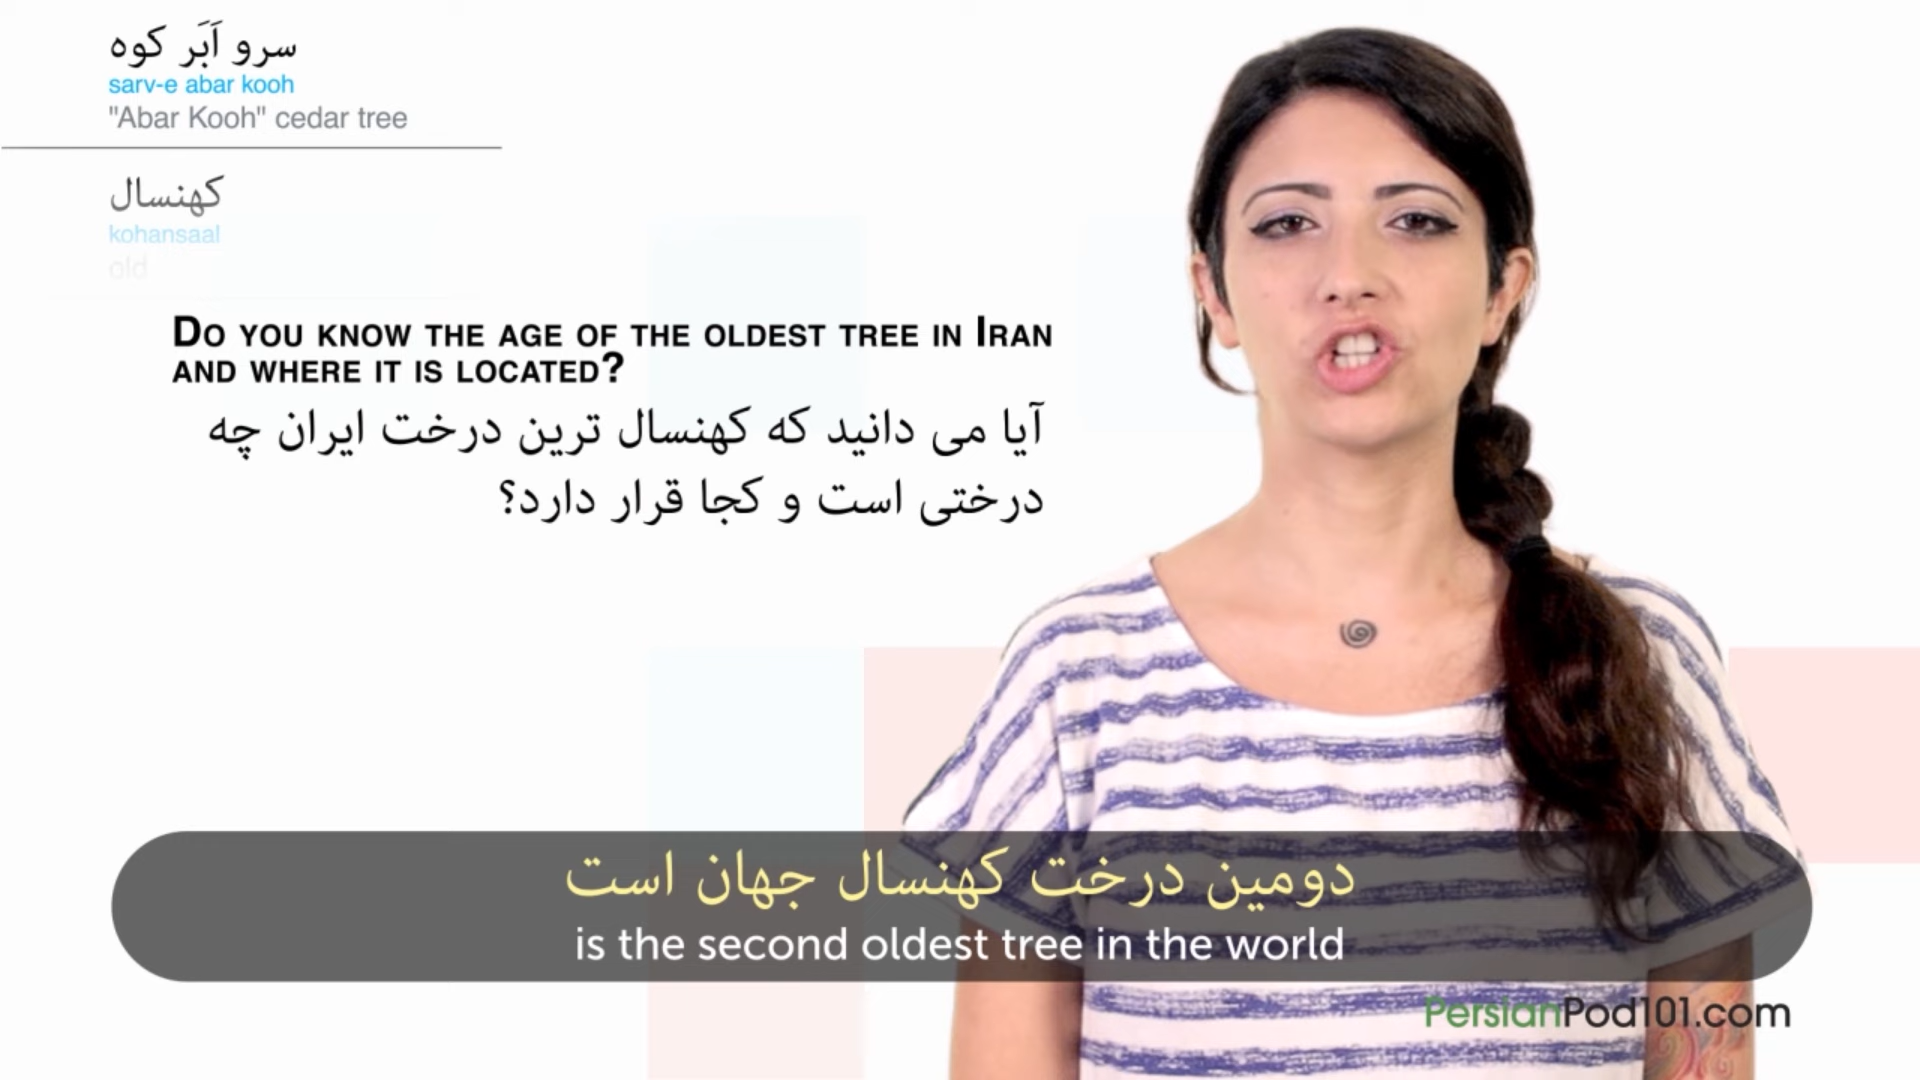 سرو اَبَر کوه
sarv-e abar kooh
"Abar Kooh" cedar tree
کهنسال
kohansaal
old
Do you know the age of the oldest tree in Iran
and where it is located?
آیا می دانید که کهنسال ترین درخت ایران چه
درختی است و کجا قرار دارد؟
دومین درخت کهنسال جهان است
is the second oldest tree in the world
PersianPod101.com